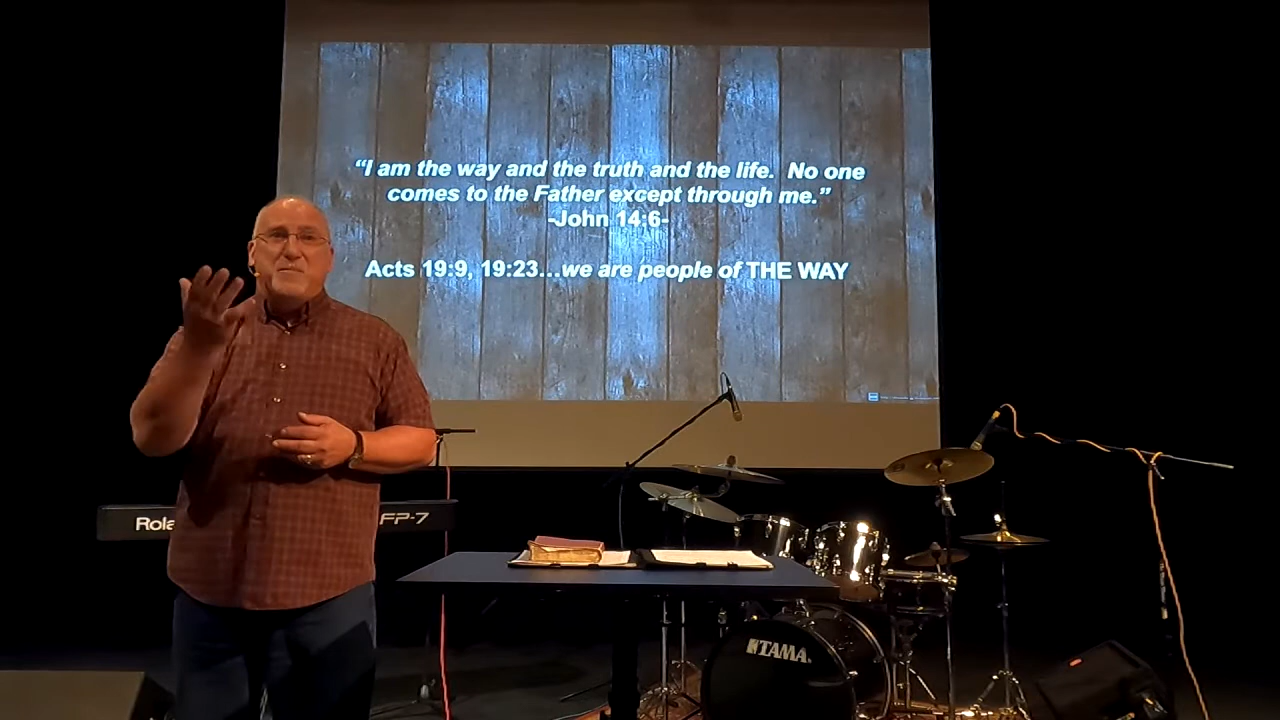 “I am the way and the truth and the life.  No one
comes to the Father except through me.”
-John 14:6-
Acts 19:9, 19:23…we are people of THE WAY
Rola
FP-7
TAMA